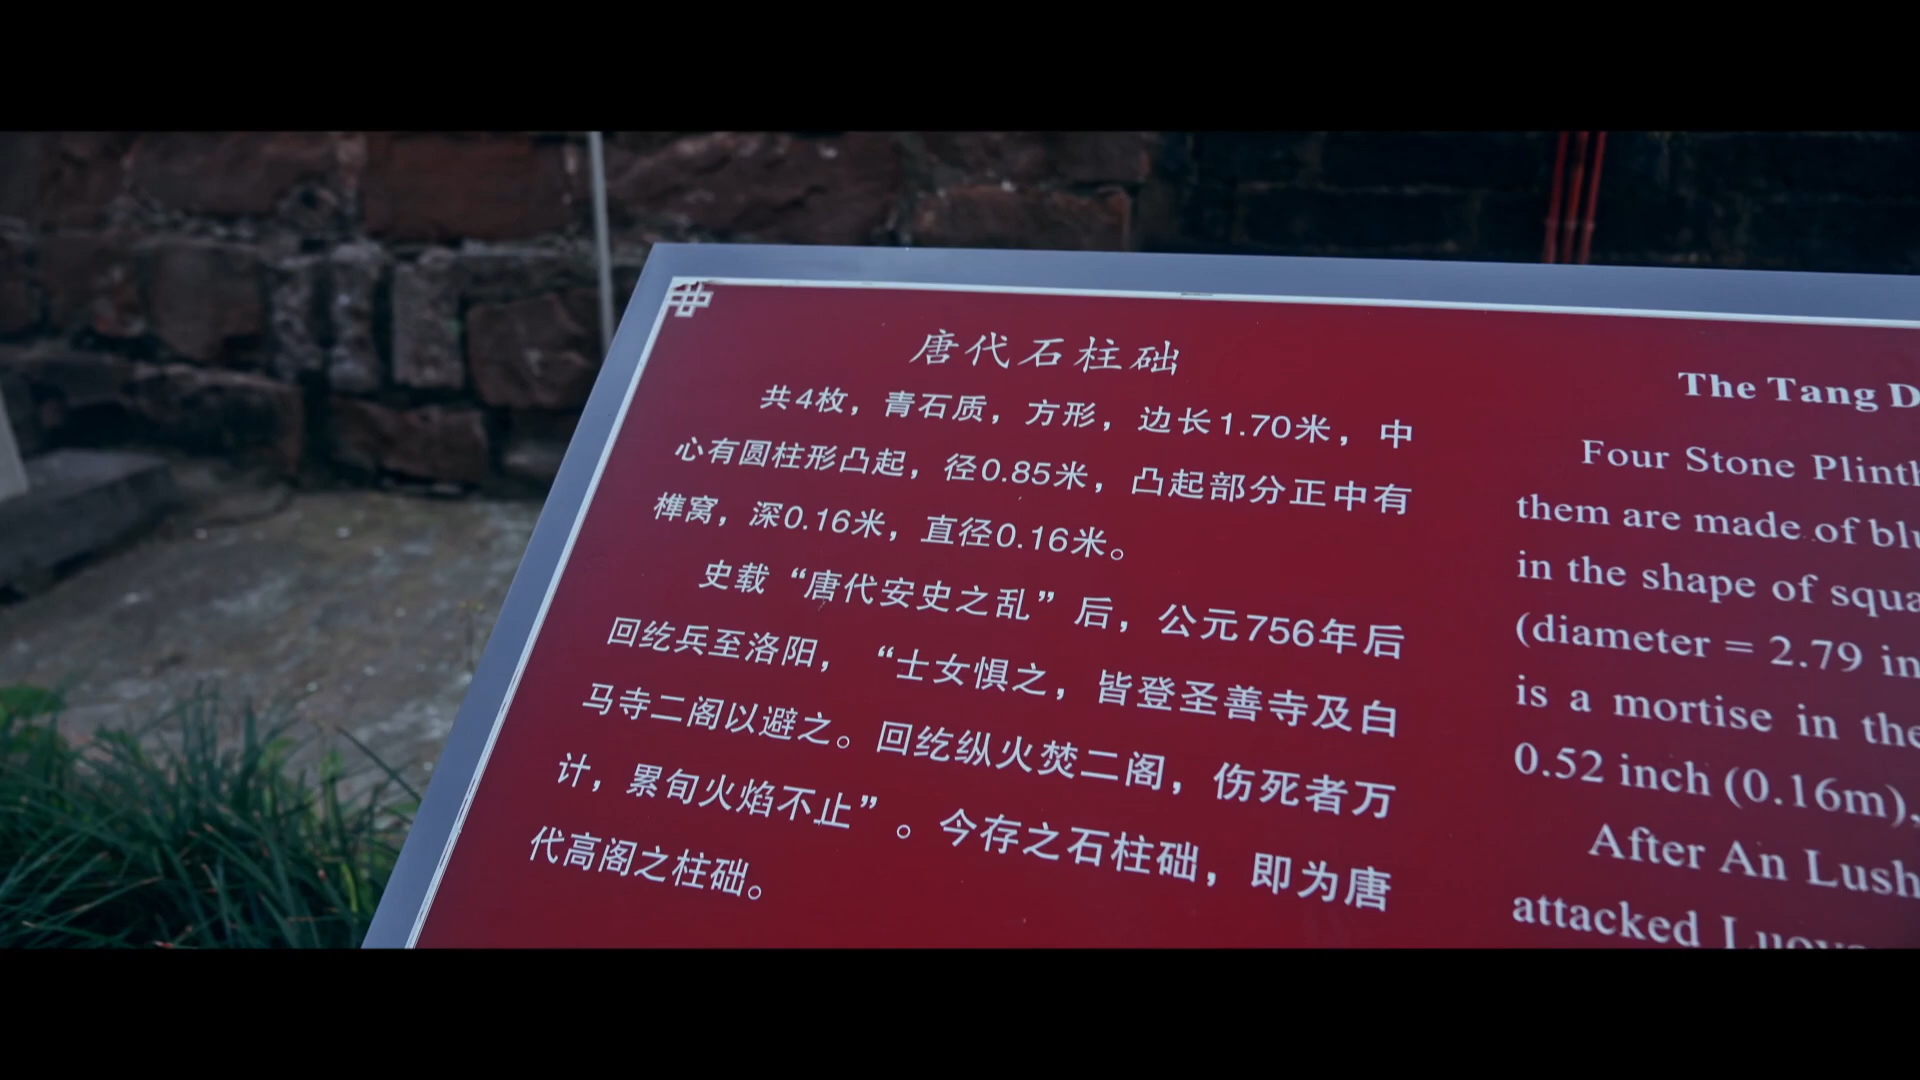 唐代石柱础
共4枚，青石质，方形，边长1.70米，中
心有圆柱形凸起，径0.85米，凸起部分正中有
榫窝，深0.16米，直径0.16米。
史载“唐代安史之乱”后，公元756年后
回纥兵至洛阳，“士女惧之，皆登圣善寺及白
马寺二阁以避之。回纥纵火焚二阁，伤死者万
计，累旬火焰不止”。今存之石柱础，即为唐
代高阁之柱础。
The Tang D
Four Stone Plinth
them are made of blu
in the shape of squa
(diameter = 2.79 in
is a mortise in the
0.52 inch (0.16m),
After An Lush
attacked Luoya